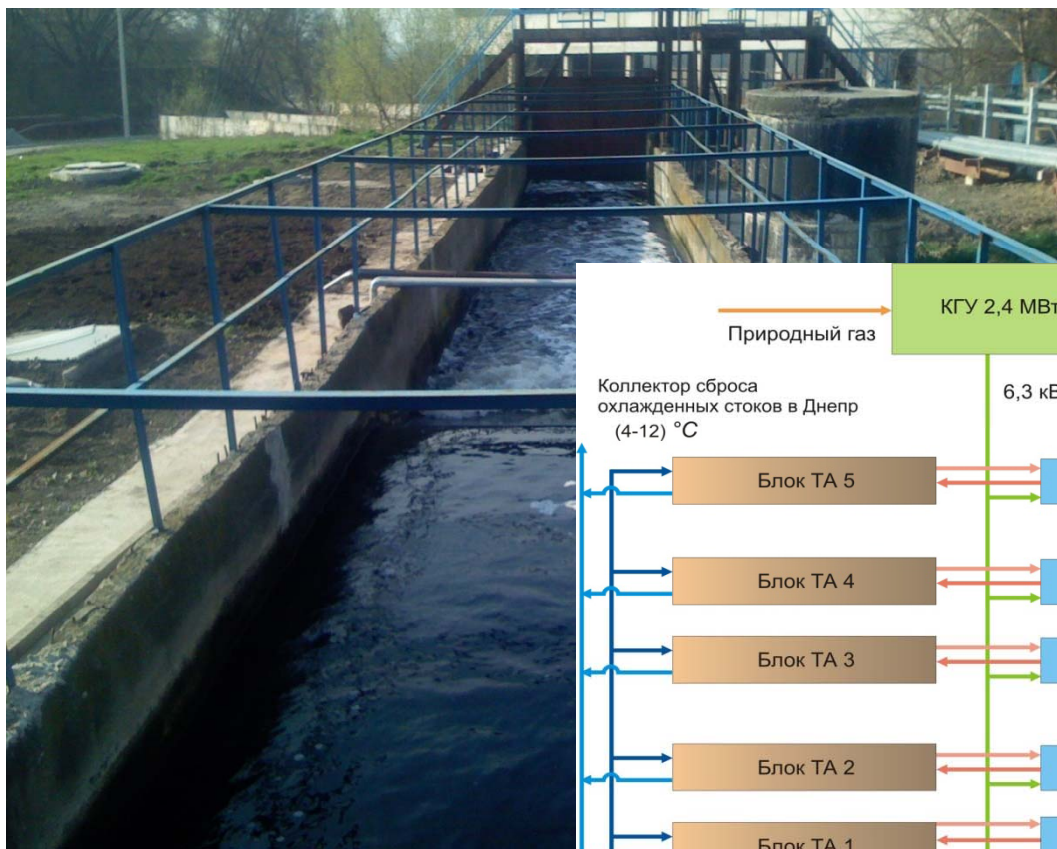 КГУ 2,4 МВт
Природный газ
6,3 кВ
Коллектор сброса
охлажденных стоков в Днепр
(4-12) °C
Блок ТА 5
Блок ТА 4
Блок ТА 3
Блок ТА 2
Блок ТА 1